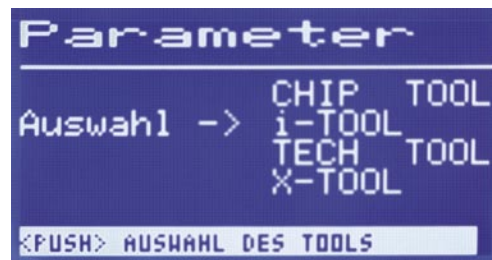 Parameter
CHIP TOOL
Auswahl -> i-TOOL
TECH TOOL
X-TOOL
<PUSH> AUSWAHL DES TOOLS